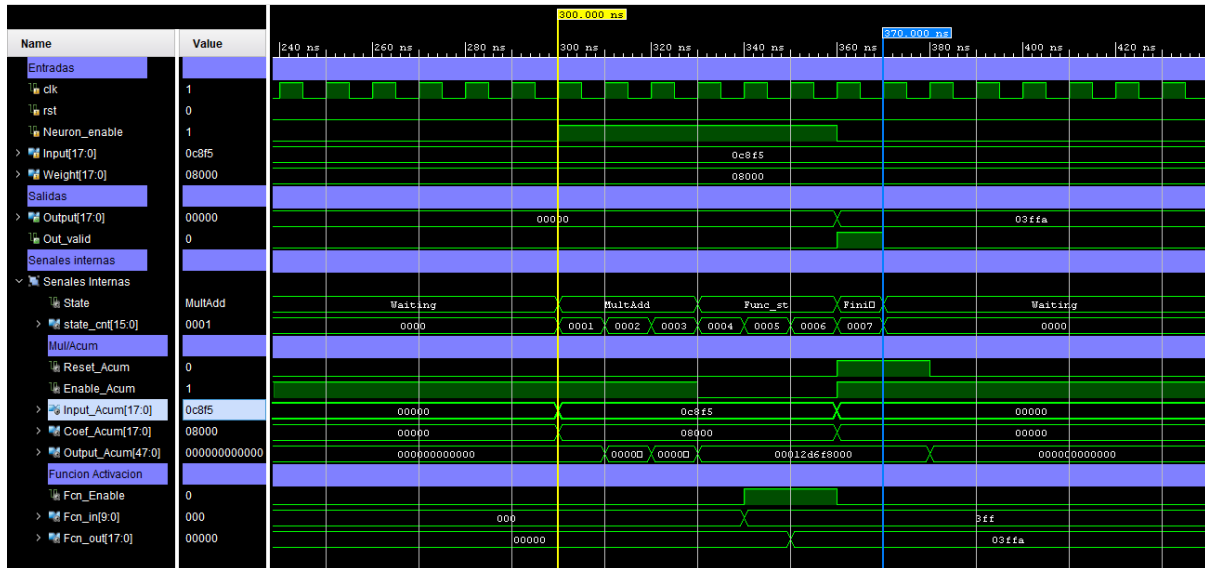 300.000 ns
370.000 ns
Name Value 240 ns 260 ns 280 ns 300 ns 320 ns 340 ns 360 ns 380 ns 400 ns 420 ns
Entradas
clk 1
rst 0
Neuron_enable 1
Input[17:0] 0c8f5 0c8f5
Weight[17:0] 08000 08000
Salidas
Output[17:0] 00000 00000 03ffa
Out_valid 0
Senales internas
Senales Internas
State MultAdd Waiting MultAdd Func_st Fini□ Waiting
state_cnt[15:0] 0001 0000 0001 0002 0003 0004 0005 0006 0007 0000
Mul/Acum
Reset_Acum 0
Enable_Acum 1
Input_Acum[17:0] 0c8f5 00000 0c8f5 00000
Coef_Acum[17:0] 08000 00000 08000 00000
Output_Acum[47:0] 000000000000 000000000000 0000□ 0000□ 00012d6f8000 000000000000
Funcion Activacion
Fcn_Enable 0
Fcn_in[9:0] 000 000 3ff
Fcn_out[17:0] 00000 00000 03ffa